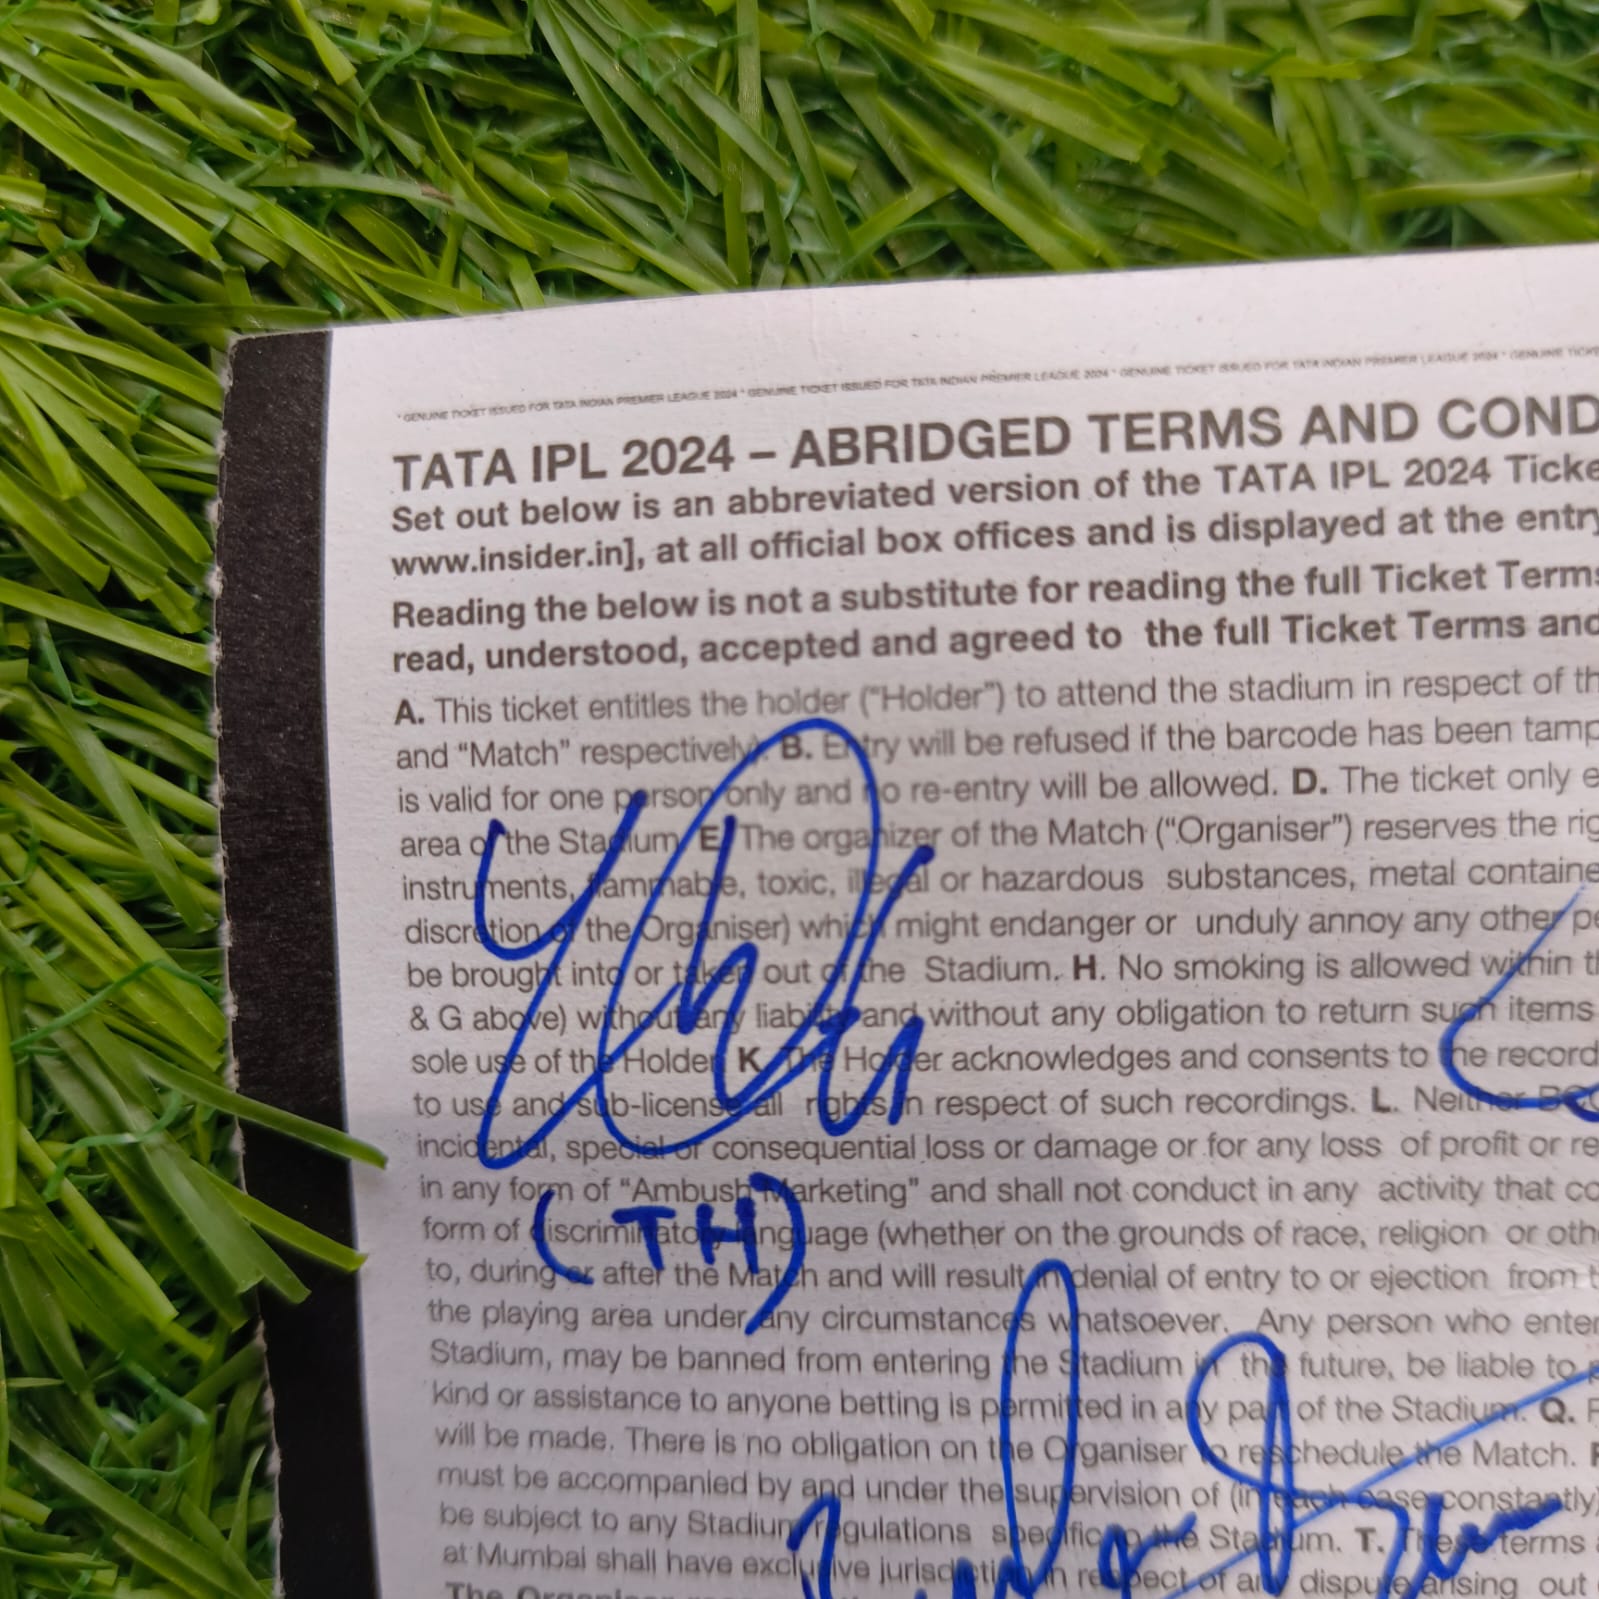 * GENUINE TICKET ISSUED FOR TATA INDIAN PREMIER LEAGUE 2024 * GENUINE TICKET ISSUED FOR TATA INDIAN PREMIER LEAGUE 2024 * GENUINE TICKET ISSUED FOR TATA INDIAN PREMIER LEAGUE 2024 * GENUINE
TATA IPL 2024 – ABRIDGED TERMS AND COND
Set out below is an abbreviated version of the TATA IPL 2024 Ticke
www.insider.in], at all official box offices and is displayed at the entry
Reading the below is not a substitute for reading the full Ticket Terms
read, understood, accepted and agreed to the full Ticket Terms and
A. This ticket entitles the holder (“Holder”) to attend the stadium in respect of th
and “Match” respectively). B. Entry will be refused if the barcode has been tamp
is valid for one person only and no re-entry will be allowed. D. The ticket only e
area of the Stadium. E. The organizer of the Match (“Organiser”) reserves the rig
instruments, flammable, toxic, illegal or hazardous substances, metal containe
discretion of the Organiser) which might endanger or unduly annoy any other pe
be brought into or taken out of the Stadium. H. No smoking is allowed within th
& G above) without any liability and without any obligation to return such items
sole use of the Holder. K. The Holder acknowledges and consents to the record
to use and sub-license all rights in respect of such recordings. L. Neither BCC
incidental, special or consequential loss or damage or for any loss of profit or re
in any form of “Ambush Marketing” and shall not conduct in any activity that co
(TH)
form of discriminatory language (whether on the grounds of race, religion or oth
to, during or after the Match and will result in denial of entry to or ejection from t
the playing area under any circumstances whatsoever. Any person who enter
Stadium, may be banned from entering the Stadium in the future, be liable to p
kind or assistance to anyone betting is permitted in any part of the Stadium. Q.
will be made. There is no obligation on the Organiser to reschedule the Match.
must be accompanied by and under the supervision of (in each case constantly)
be subject to any Stadium regulations specific to the Stadium. T. These terms
at Mumbai shall have exclusive jurisdiction in respect of any dispute arising out
The Organiser